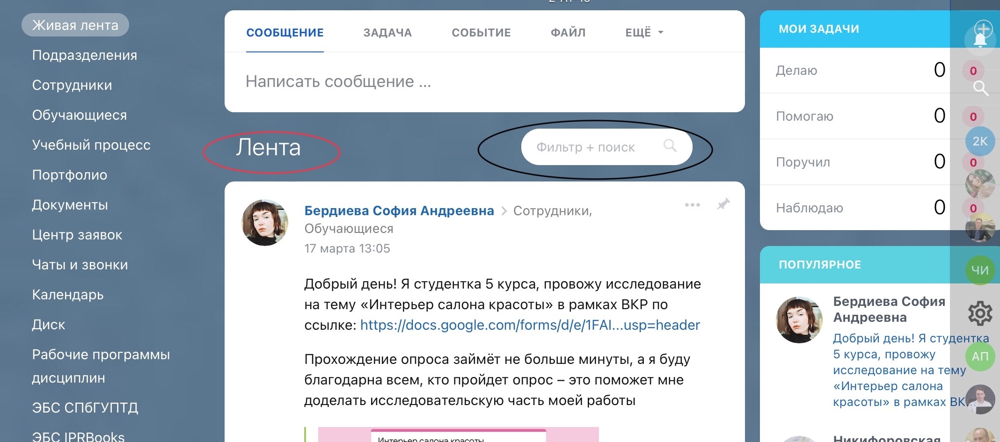 Живая лента
Подразделения
Сотрудники
Обучающиеся
Учебный процесс
Портфолио
Документы
Центр заявок
Чаты и звонки
Календарь
Диск
Рабочие программы
дисциплин
ЭБС СПбГУПТД
ЭБС IPRBooks
СООБЩЕНИЕ ЗАДАЧА СОБЫТИЕ ФАЙЛ ЕЩЁ
Написать сообщение ...
Лента
Фильтр + поиск
Бердиева София Андреевна > Сотрудники,
Обучающиеся
17 марта 13:05
Добрый день! Я студентка 5 курса, провожу исследование
на тему «Интерьер салона красоты» в рамках ВКР по
ссылке: https://docs.google.com/forms/d/e/1FAI...usp=header
Прохождение опроса займёт не больше минуты, а я буду
благодарна всем, кто пройдет опрос – это поможет мне
доделать исследовательскую часть моей работы
Интерьер салона красоты
МОИ ЗАДАЧИ
Делаю 0 0
Помогаю 0 0
Поручил 0 0
Наблюдаю 0 0
ПОПУЛЯРНОЕ
Бердиева София
Андреевна
Добрый день! Я студентка
5 курса, провожу
исследование на тему
«Интерьер салона
красоты» в рамках ВК
Никифоровская
2К
ЧИ
АП